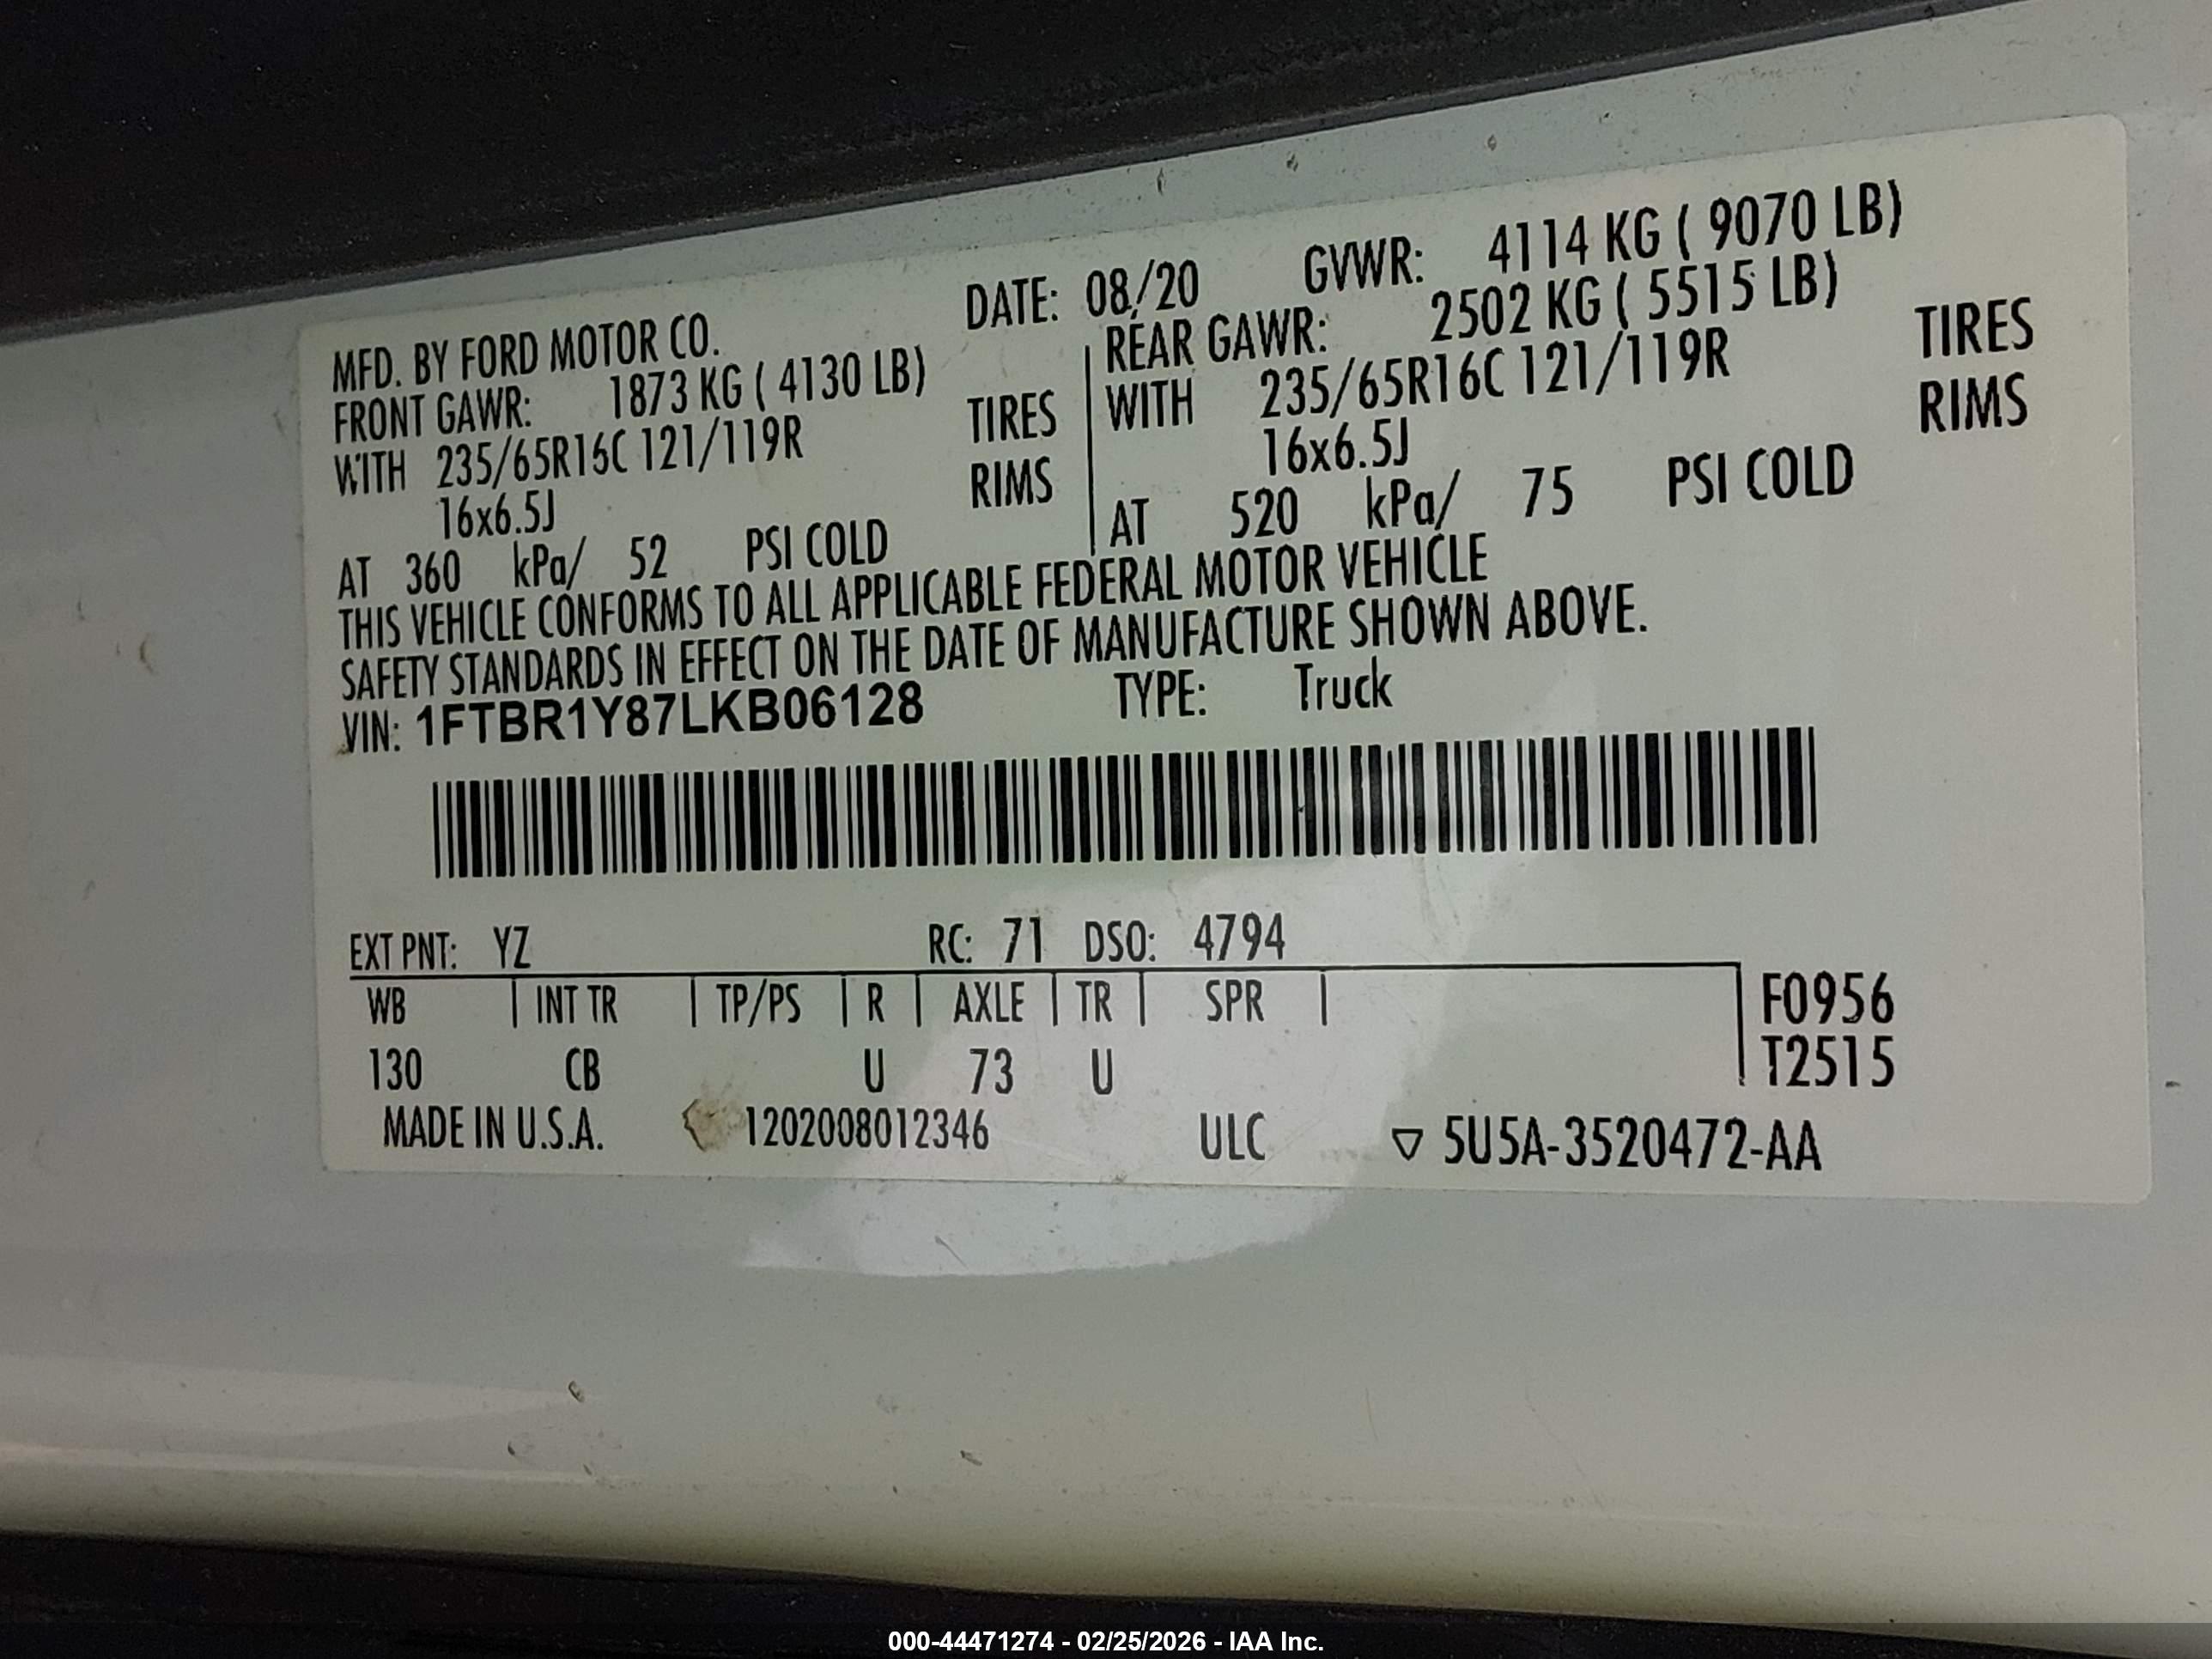 MFD. BY FORD MOTOR CO. DATE: 08/20 GVWR: 4114 KG ( 9070 LB)
FRONT GAWR: 1873 KG ( 4130 LB) REAR GAWR: 2502 KG ( 5515 LB)
WITH 235/65R16C 121/119R TIRES WITH 235/65R16C 121/119R TIRES
16x6.5J RIMS 16x6.5J RIMS
AT 360 kPa/ 52 PSI COLD AT 520 kPa/ 75 PSI COLD
THIS VEHICLE CONFORMS TO ALL APPLICABLE FEDERAL MOTOR VEHICLE
SAFETY STANDARDS IN EFFECT ON THE DATE OF MANUFACTURE SHOWN ABOVE.
VIN: 1FTBR1Y87LKB06128 TYPE: Truck
EXT PNT: YZ RC: 71 DSO: 4794
WB | INT TR | TP/PS | R | AXLE | TR | SPR | F0956
130 CB U 73 U T2515
MADE IN U.S.A. 1202008012346 ULC ▽ 5U5A-3520472-AA
000-44471274 - 02/25/2026 - IAA Inc.